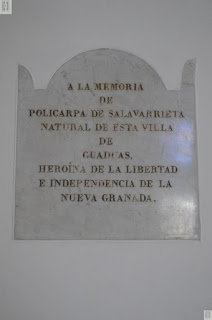 A LA MEMORIA
DE
POLICARPA DE SALAVARRIETA
NATURAL DE ESTA VILLA
DE
GUADUAS,
HEROÍNA DE LA LIBERTAD
E INDEPENDENCIA DE LA
NUEVA GRANADA.